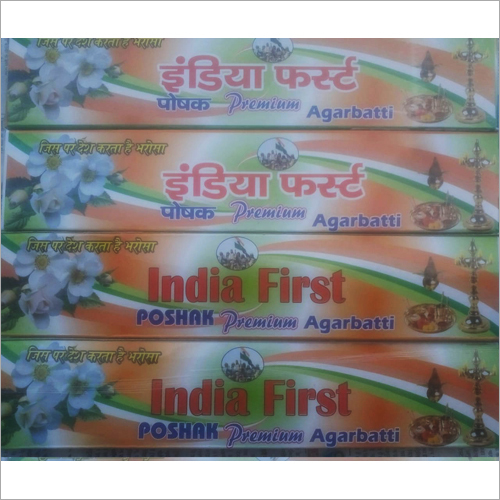 जिस पर देश करता है भरोसा
इंडिया फर्स्ट
पोषक Premium Agarbatti
जिस पर देश करता है भरोसा
इंडिया फर्स्ट
पोषक Premium Agarbatti
जिस पर देश करता है भरोसा
India First
POSHAK Premium Agarbatti
जिस पर देश करता है भरोसा
India First
POSHAK Premium Agarbatti